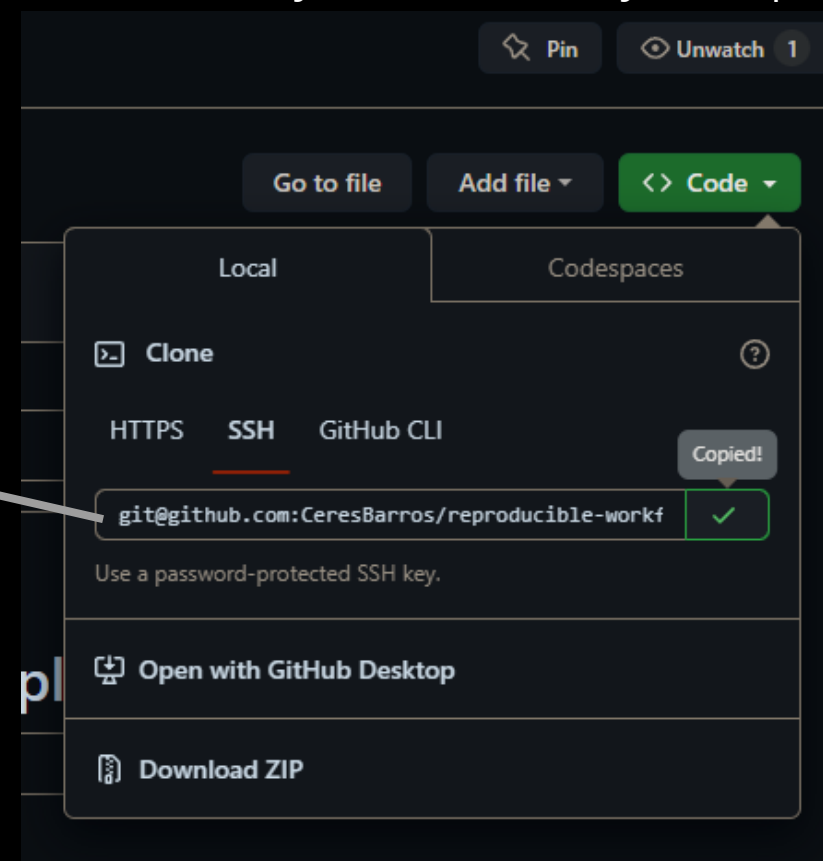 Pin
Unwatch 1
Go to file
Add file
<> Code
Local
Codespaces
Clone
HTTPS SSH GitHub CLI
Copied!
git@github.com:CeresBarros/reproducible-workf
Use a password-protected SSH key.
Open with GitHub Desktop
pl
Download ZIP